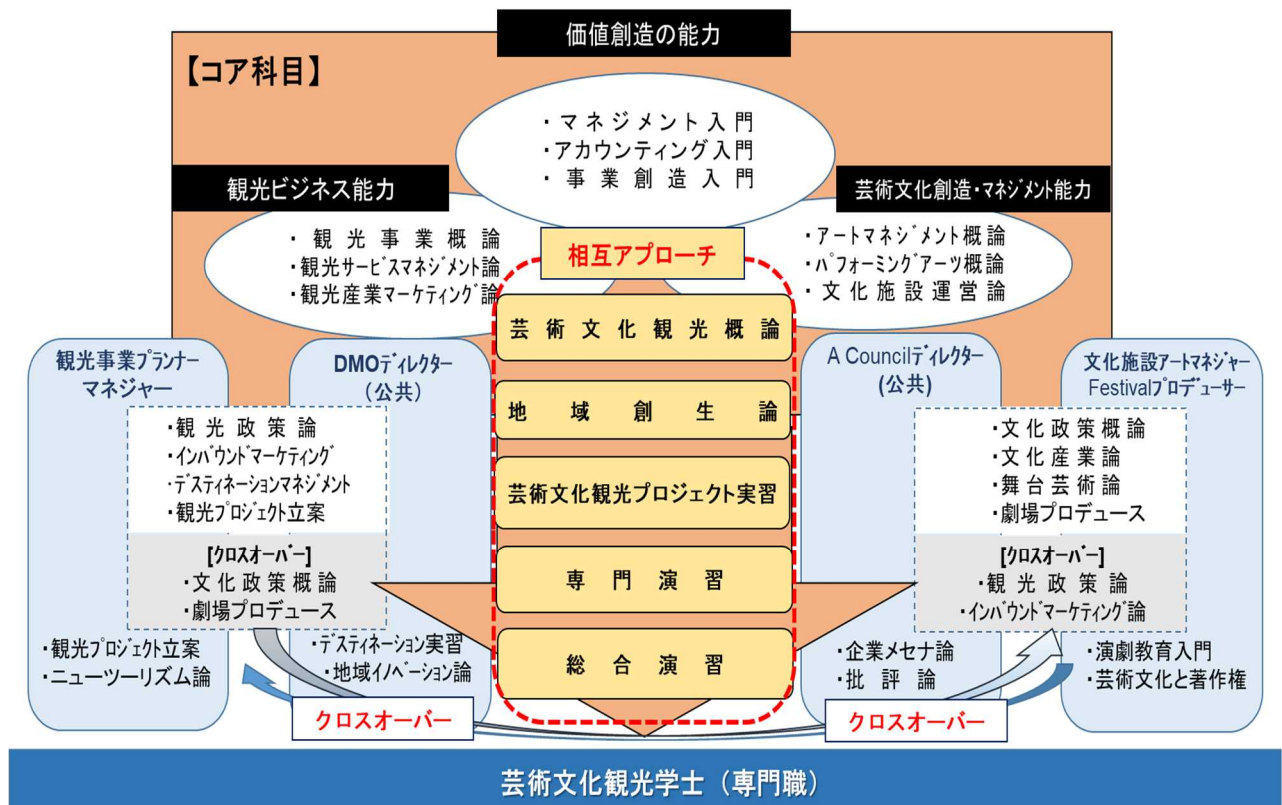 価値創造の能力
【コア科目】
・マネジメント入門
・アカウンティング入門
・事業創造入門
観光ビジネス能力
・観光事業概論
・観光サービスマネジメント論
・観光産業マーケティング論
芸術文化創造・マネジメント能力
・アートマネジメント概論
・パフォーミングアーツ概論
・文化施設運営論
相互アプローチ
芸術文化観光概論
地域創生論
芸術文化観光プロジェクト実習
専門演習
総合演習
観光事業プランナー
マネジャー
DMOディレクター
(公共)
・観光政策論
・インバウンドマーケティング
・デスティネーションマネジメント
・観光プロジェクト立案
[クロスオーバー]
・文化政策概論
・劇場プロデュース
・観光プロジェクト立案
・ニューツーリズム論
・デスティネーション実習
・地域イノベーション論
クロスオーバー
A Councilディレクター
(公共)
文化施設アートマネジャー
Festivalプロデューサー
・文化政策概論
・文化産業論
・舞台芸術論
・劇場プロデュース
[クロスオーバー]
・観光政策論
・インバウンドマーケティング論
・企業メセナ論
・批評論
・演劇教育入門
・芸術文化と著作権
クロスオーバー
芸術文化観光学士（専門職）